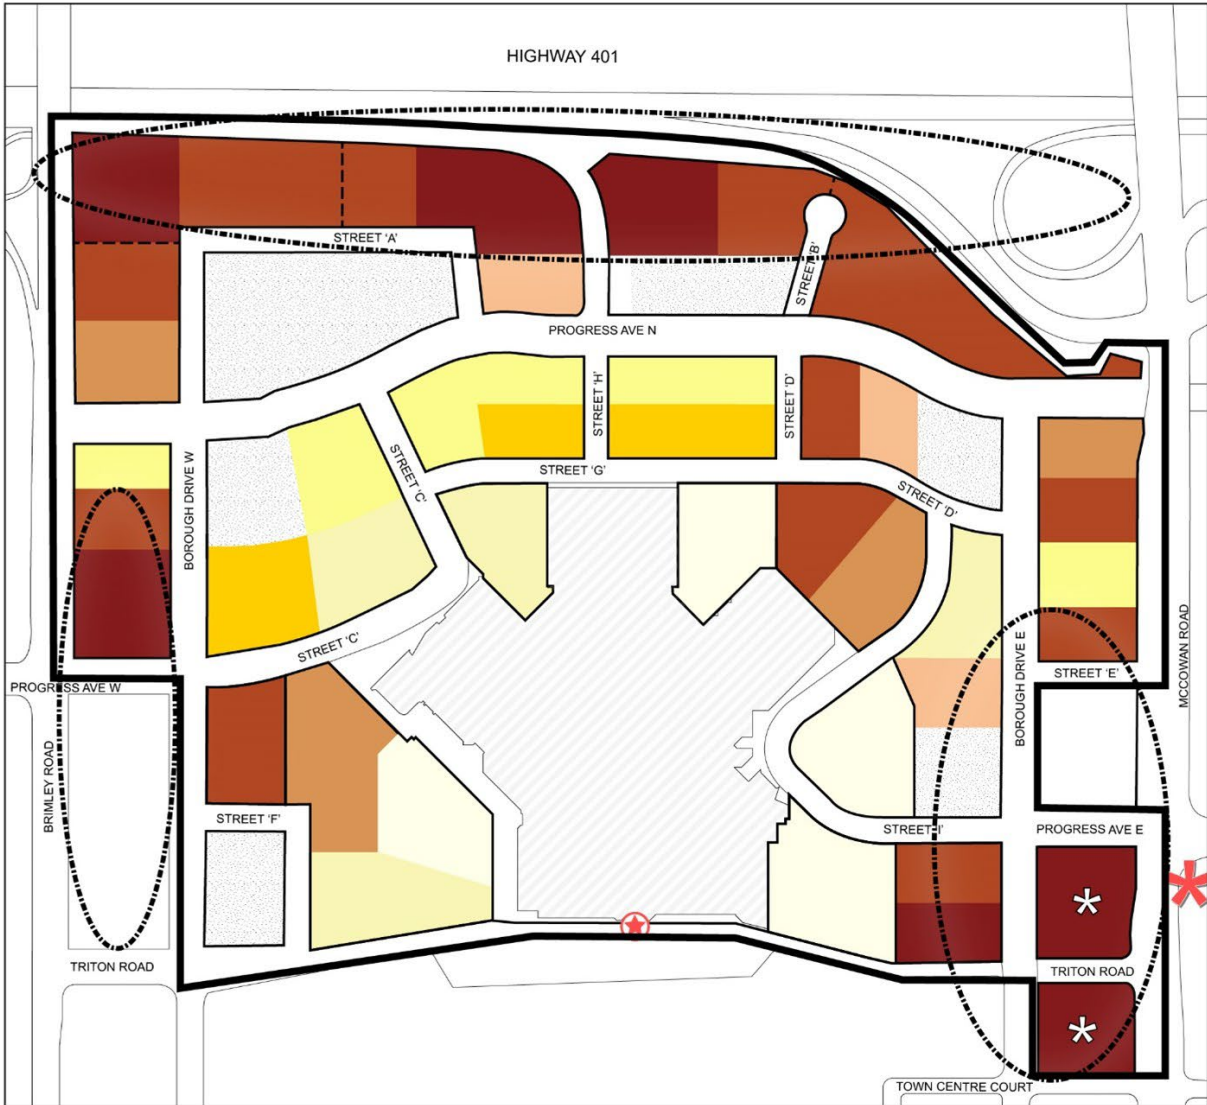 HIGHWAY 401
STREET 'A'
STREET 'B'
PROGRESS AVE N
STREET 'H'
STREET 'D'
STREET 'C'
BOROUGH DRIVE W
STREET 'G'
STREET 'D'
STREET 'C'
MCCOWAN ROAD
BOROUGH DRIVE E
STREET 'E'
PROGRESS AVE W
BRIMLEY ROAD
STREET 'F'
STREET 'I'
PROGRESS AVE E
TRITON ROAD
TRITON ROAD
TOWN CENTRE COURT